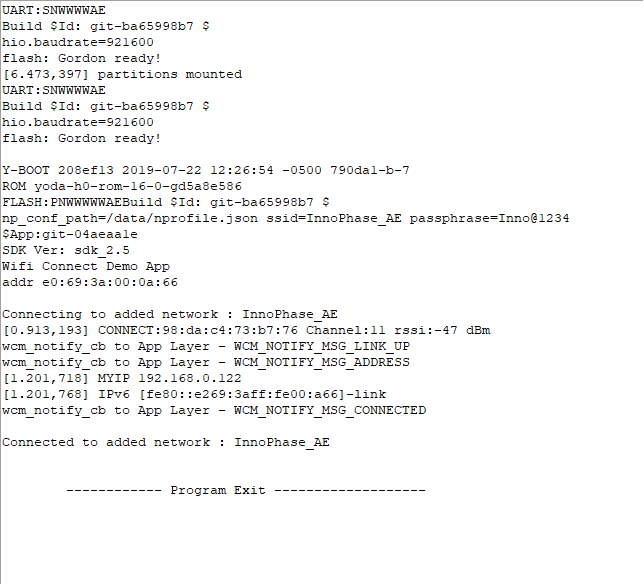 UART:SNWWWWAE
Build $Id: git-ba65998b7 $
hio.baudrate=921600
flash: Gordon ready!
[6.473,397] partitions mounted
UART:SNWWWWAE
Build $Id: git-ba65998b7 $
hio.baudrate=921600
flash: Gordon ready!
Y-BOOT 208ef13 2019-07-22 12:26:54 -0500 790da1-b-7
ROM yoda-h0-rom-16-0-gd5a8e586
FLASH:PNWWWWWAEBuild $Id: git-ba65998b7 $
np_conf_path=/data/nprofile.json ssid=InnoPhase_AE passphrase=Inno@1234
$App:git-04aeaa1e
SDK Ver: sdk_2.5
Wifi Connect Demo App
addr e0:69:3a:00:0a:66
Connecting to added network : InnoPhase_AE
[0.913,193] CONNECT:98:da:c4:73:b7:76 Channel:11 rssi:-47 dBm
wcm_notify_cb to App Layer - WCM_NOTIFY_MSG_LINK_UP
wcm_notify_cb to App Layer - WCM_NOTIFY_MSG_ADDRESS
[1.201,718] MYIP 192.168.0.122
[1.201,768] IPv6 [fe80::e269:3aff:fe00:a66]-link
wcm_notify_cb to App Layer - WCM_NOTIFY_MSG_CONNECTED
Connected to added network : InnoPhase_AE
------------ Program Exit -------------------